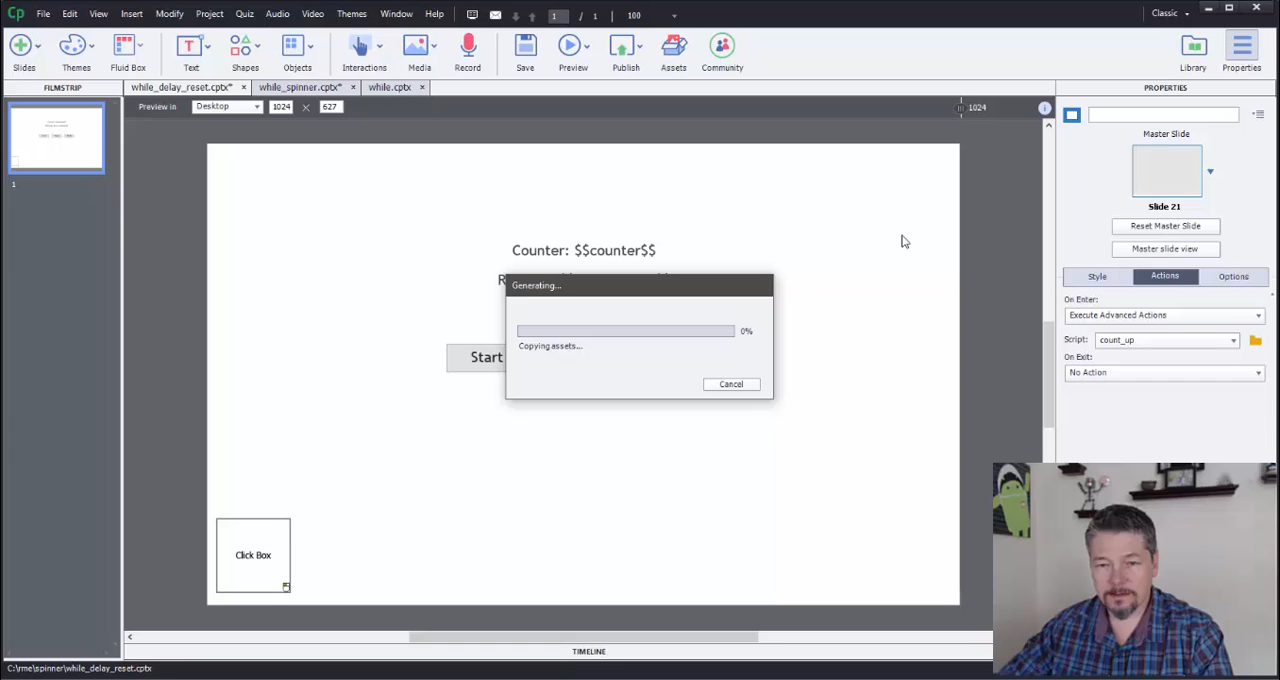 Cp File Edit View Insert Modify Project Quiz Audio Video Themes Window Help 1 / 1 100 Classic
Slides Themes Fluid Box Text Shapes Objects Interactions Media Record Save Preview Publish Assets Community Library Properties
FILMSTRIP while_delay_reset.cptx* × while_spinner.cptx* × while.cptx × PROPERTIES
Preview in Desktop 1024 × 627 1024
Master Slide
1
Slide 21
Reset Master Slide
Master slide view
Counter: $$counter$$
R
Generating...
Style Actions Options
On Enter:
Execute Advanced Actions
0%
Script: count_up
Copying assets...
Start
On Exit:
No Action
Cancel
Click Box
TIMELINE
C:\rme\spinner\while_delay_reset.cptx